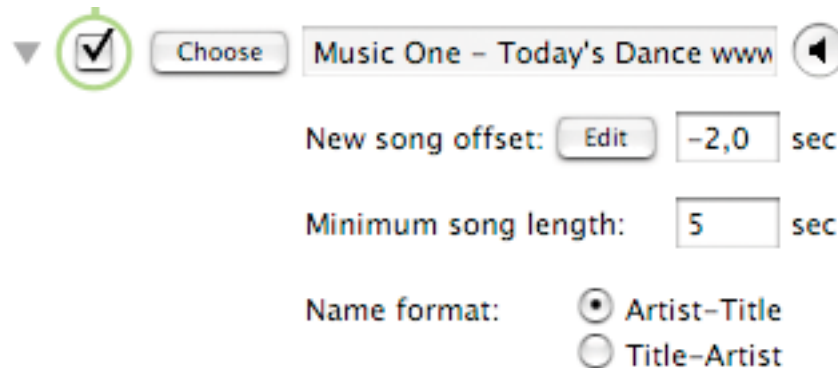 Choose Music One – Today's Dance www
New song offset: Edit –2,0 sec
Minimum song length: 5 sec
Name format: Artist–Title
Title–Artist